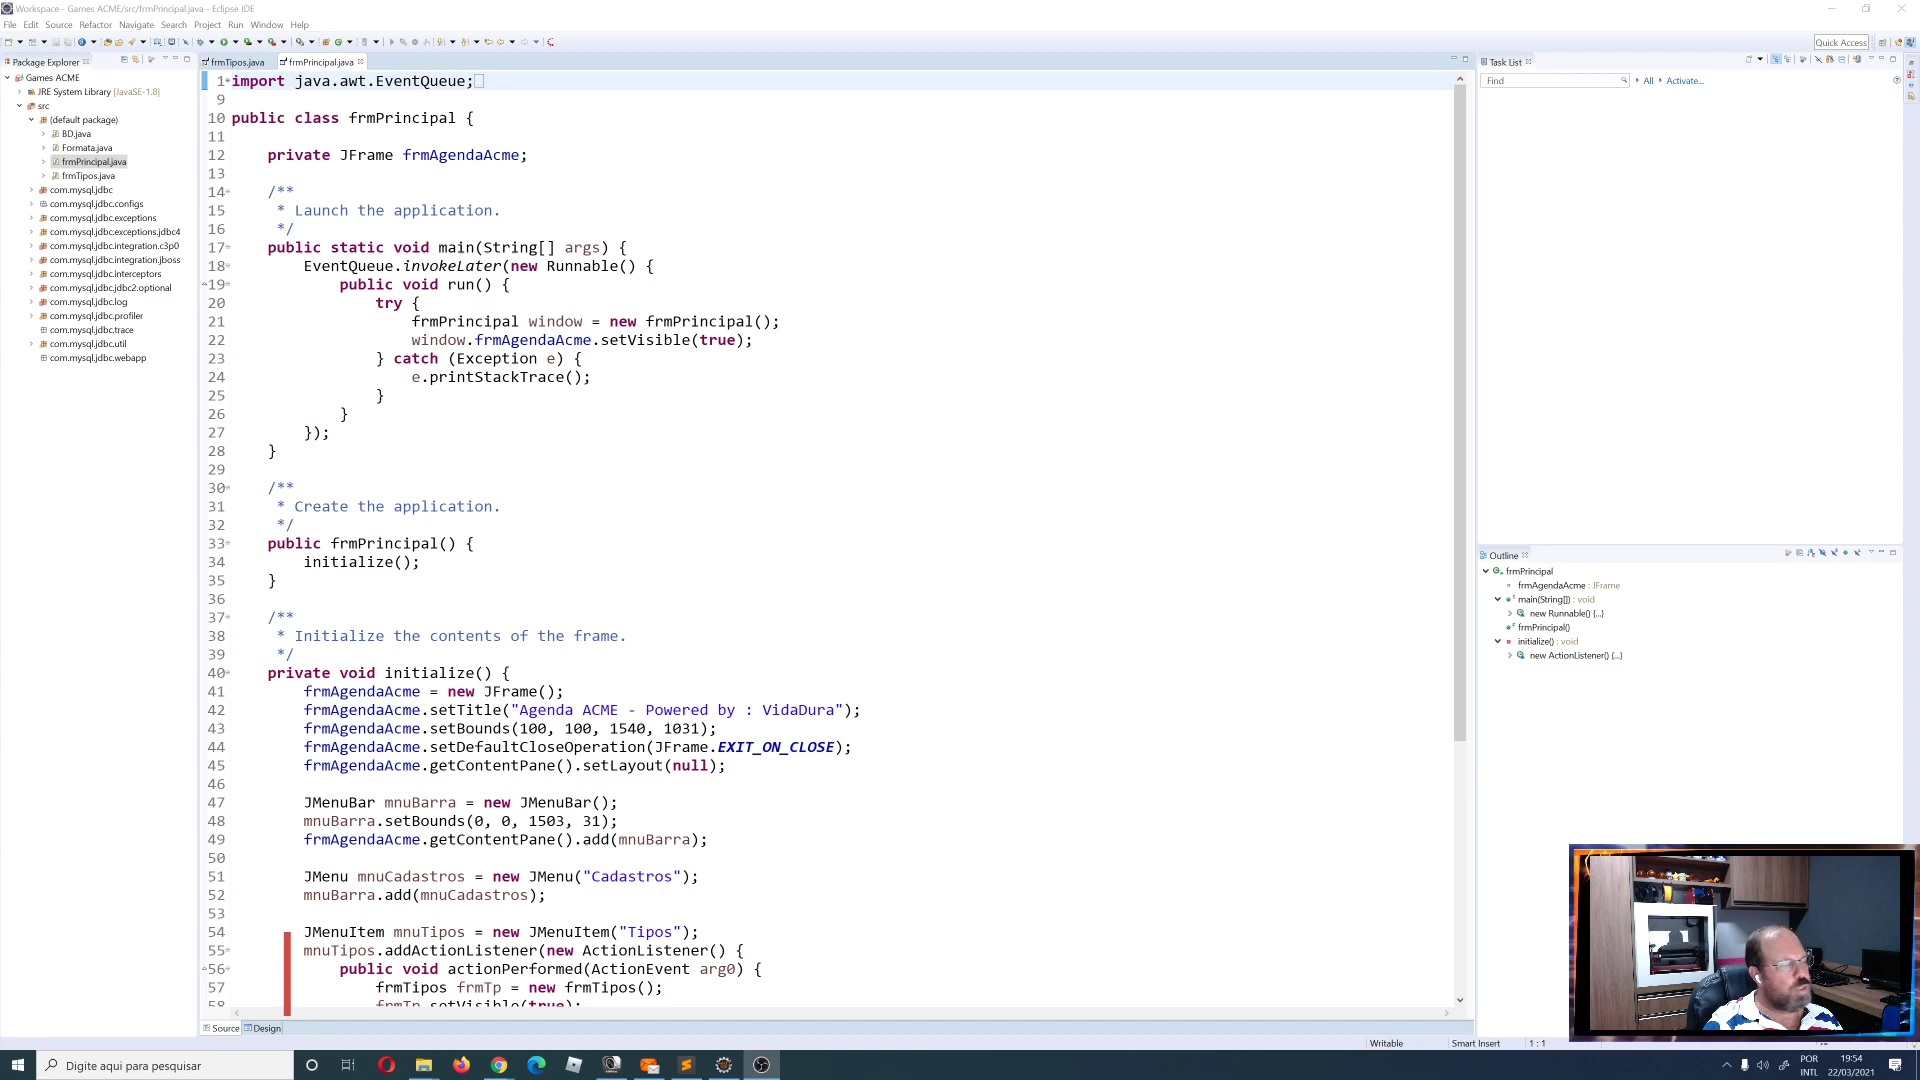 Workspace - Games ACME/src/frmPrincipal.java - Eclipse IDE
File Edit Source Refactor Navigate Search Project Run Window Help
Quick Access
Package Explorer
Games ACME
JRE System Library [JavaSE-1.8]
src
(default package)
BD.java
Formata.java
frmPrincipal.java
frmTipos.java
com.mysql.jdbc
com.mysql.jdbc.configs
com.mysql.jdbc.exceptions
com.mysql.jdbc.exceptions.jdbc4
com.mysql.jdbc.integration.c3p0
com.mysql.jdbc.integration.jboss
com.mysql.jdbc.interceptors
com.mysql.jdbc.jdbc2.optional
com.mysql.jdbc.log
com.mysql.jdbc.profiler
com.mysql.jdbc.trace
com.mysql.jdbc.util
com.mysql.jdbc.webapp
frmTipos.java frmPrincipal.java
1 import java.awt.EventQueue;
9
10 public class frmPrincipal {
11
12 private JFrame frmAgendaAcme;
13
14 /**
15 * Launch the application.
16 */
17 public static void main(String[] args) {
18 EventQueue.invokeLater(new Runnable() {
19 public void run() {
20 try {
21 frmPrincipal window = new frmPrincipal();
22 window.frmAgendaAcme.setVisible(true);
23 } catch (Exception e) {
24 e.printStackTrace();
25 }
26 }
27 });
28 }
29
30 /**
31 * Create the application.
32 */
33 public frmPrincipal() {
34 initialize();
35 }
36
37 /**
38 * Initialize the contents of the frame.
39 */
40 private void initialize() {
41 frmAgendaAcme = new JFrame();
42 frmAgendaAcme.setTitle("Agenda ACME - Powered by : VidaDura");
43 frmAgendaAcme.setBounds(100, 100, 1540, 1031);
44 frmAgendaAcme.setDefaultCloseOperation(JFrame.EXIT_ON_CLOSE);
45 frmAgendaAcme.getContentPane().setLayout(null);
46
47 JMenuBar mnuBarra = new JMenuBar();
48 mnuBarra.setBounds(0, 0, 1503, 31);
49 frmAgendaAcme.getContentPane().add(mnuBarra);
50
51 JMenu mnuCadastros = new JMenu("Cadastros");
52 mnuBarra.add(mnuCadastros);
53
54 JMenuItem mnuTipos = new JMenuItem("Tipos");
55 mnuTipos.addActionListener(new ActionListener() {
56 public void actionPerformed(ActionEvent arg0) {
57 frmTipos frmTp = new frmTipos();
58 frmTp.setVisible(true);
Source Design
Task List
Find All Activate...
Outline
frmPrincipal
frmAgendaAcme : JFrame
main(String[]) : void
new Runnable() {...}
frmPrincipal()
initialize() : void
new ActionListener() {...}
Writable Smart Insert 1 : 1
Digite aqui para pesquisar
POR
INTL
19:54
22/03/2021